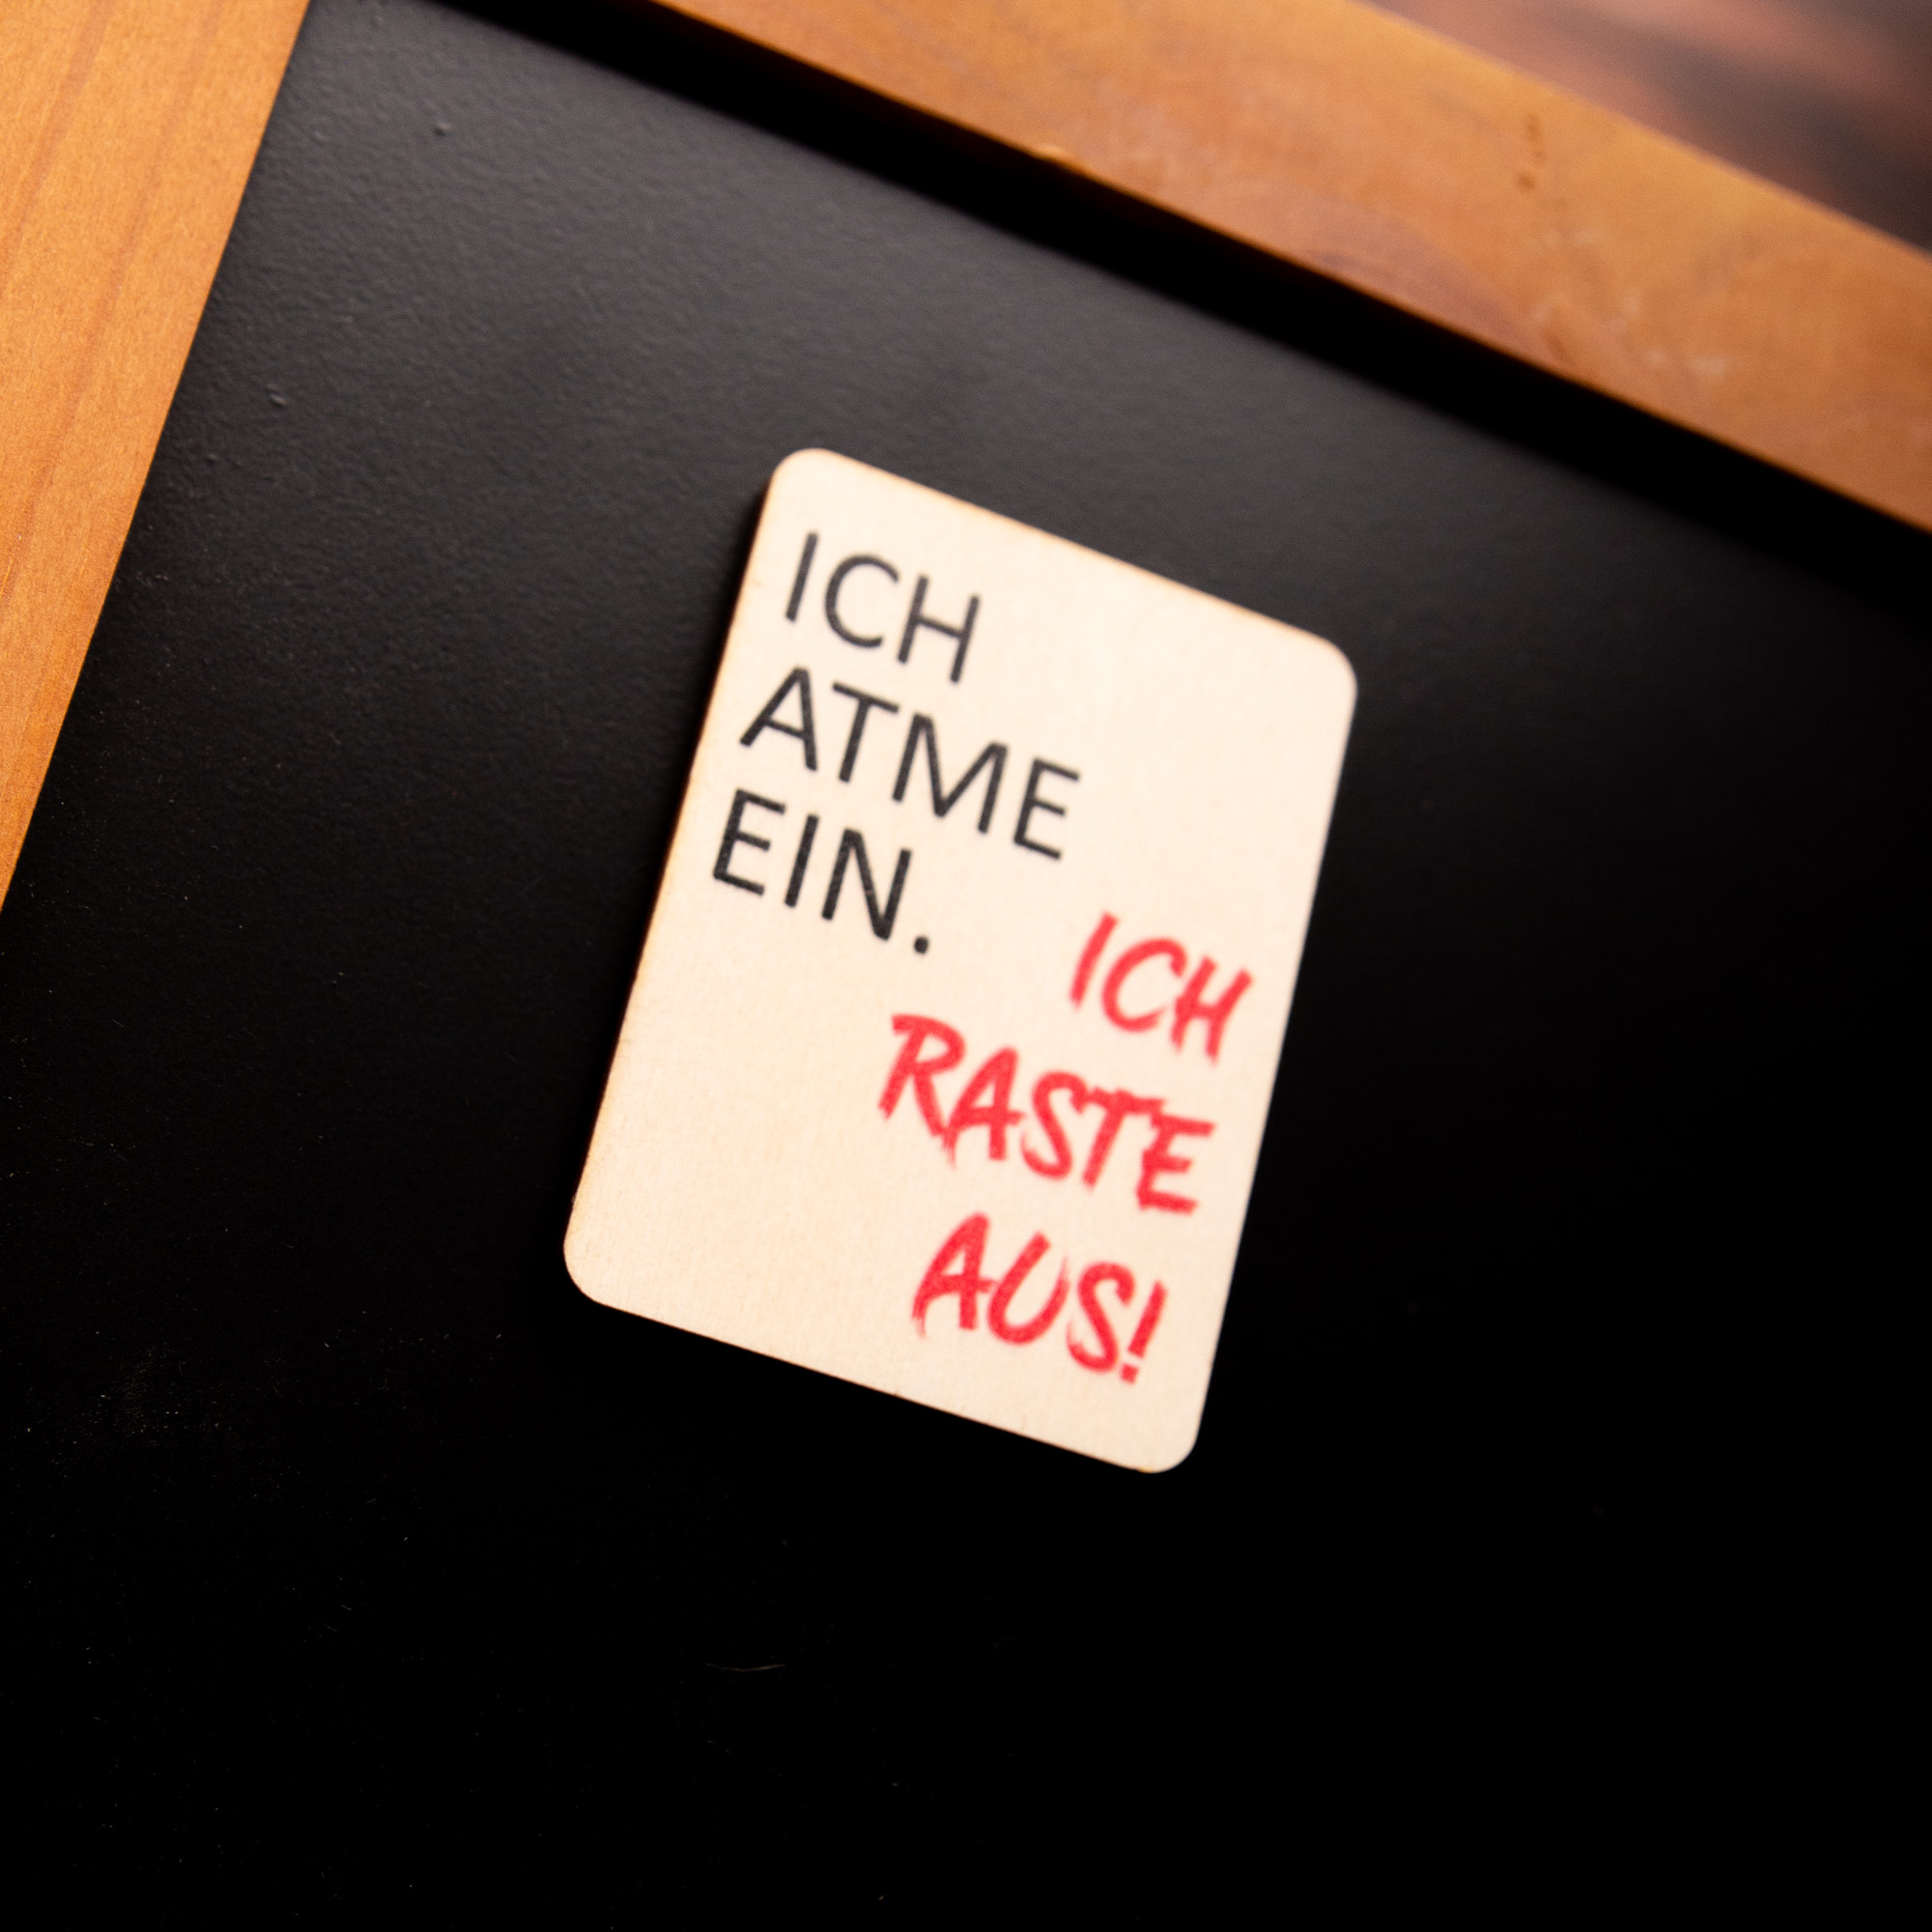 ICH
ATME
EIN.
ICH
RASTE
AUS!